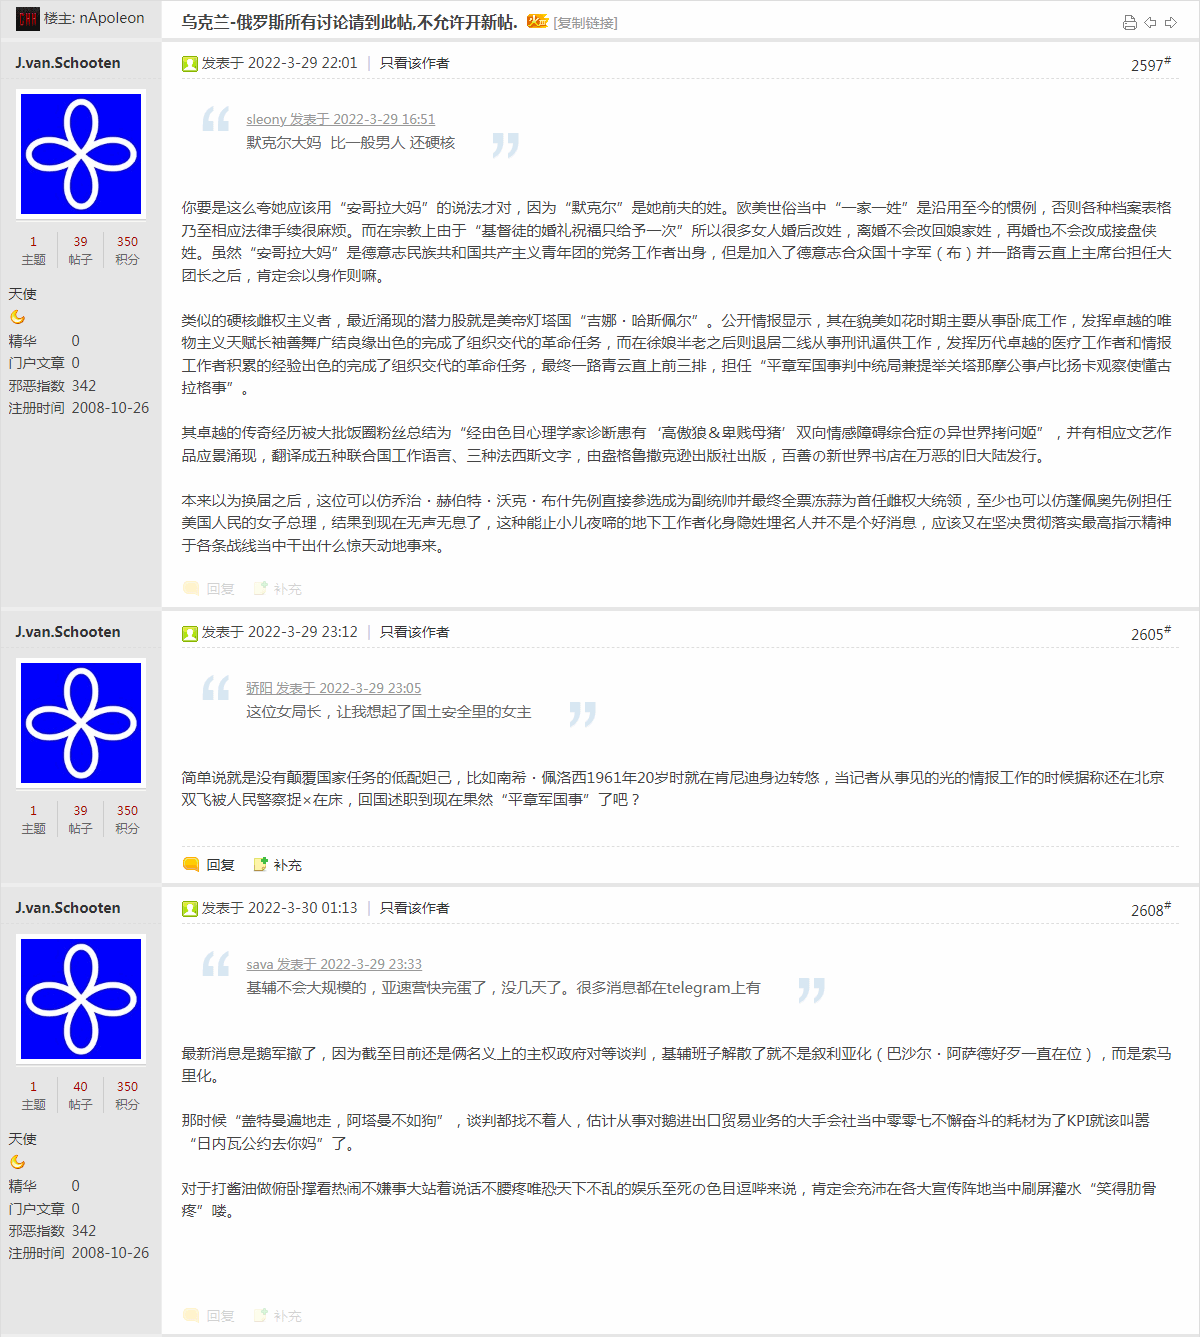 楼主: nApoleon
乌克兰-俄罗斯所有讨论请到此帖,不允许开新帖. 火 [复制链接]
J.van.Schooten
发表于 2022-3-29 22:01 | 只看该作者
2597#
“ sleony 发表于 2022-3-29 16:51
默克尔大妈 比一般男人 还硬核 ”
你要是这么夸她应该用“安哥拉大妈”的说法才对，因为“默克尔”是她前夫的姓。欧美世俗当中“一家一姓”是沿用至今的惯例，否则各种档案表格
乃至相应法律手续很麻烦。而在宗教上由于“基督徒的婚礼祝福只给予一次”所以很多女人婚后改姓，离婚不会改回娘家姓，再婚也不会改成接盘侠
姓。虽然“安哥拉大妈”是德意志民族共和国共产主义青年团的党务工作者出身，但是加入了德意志合众国十字军（布）并一路青云直上主席台担任大
团长之后，肯定会以身作则嘛。
类似的硬核雌权主义者，最近涌现的潜力股就是美帝灯塔国“吉娜・哈斯佩尔”。公开情报显示，其在貌美如花时期主要从事卧底工作，发挥卓越的唯
物主义天赋长袖善舞广结良缘出色的完成了组织交代的革命任务，而在徐娘半老之后则退居二线从事刑讯逼供工作，发挥历代卓越的医疗工作者和情报
工作者积累的经验出色的完成了组织交代的革命任务，最终一路青云直上前三排，担任“平章军国事判中统局兼提举关塔那摩公事卢比扬卡观察使懂古
拉格事”。
其卓越的传奇经历被大批饭圈粉丝总结为“经由色目心理学家诊断患有‘高傲狼＆卑贱母猪’双向情感障碍综合症の异世界拷问姬”，并有相应文艺作
品应景涌现，翻译成五种联合国工作语言、三种法西斯文字，由盎格鲁撒克逊出版社出版，百善の新世界书店在万恶的旧大陆发行。
本来以为换届之后，这位可以仿乔治・赫伯特・沃克・布什先例直接参选成为副统帅并最终全票冻蒜为首任雌权大统领，至少也可以仿蓬佩奥先例担任
美国人民的女子总理，结果到现在无声无息了，这种能止小儿夜啼的地下工作者化身隐姓埋名人并不是个好消息，应该又在坚决贯彻落实最高指示精神
于各条战线当中干出什么惊天动地事来。
1 39 350
主题 帖子 积分
天使
精华 0
门户文章 0
邪恶指数 342
注册时间 2008-10-26
回复 补充
J.van.Schooten
发表于 2022-3-29 23:12 | 只看该作者
2605#
“ 骄阳 发表于 2022-3-29 23:05
这位女局长，让我想起了国土安全里的女主 ”
简单说就是没有颠覆国家任务的低配妲己，比如南希・佩洛西1961年20岁时就在肯尼迪身边转悠，当记者从事见的光的情报工作的时候据称还在北京
双飞被人民警察捉×在床，回国述职到现在果然“平章军国事”了吧？
1 39 350
主题 帖子 积分
回复 补充
J.van.Schooten
发表于 2022-3-30 01:13 | 只看该作者
2608#
“ sava 发表于 2022-3-29 23:33
基辅不会大规模的，亚速营快完蛋了，没几天了。很多消息都在telegram上有 ”
最新消息是鹅军撤了，因为截至目前还是俩名义上的主权政府对等谈判，基辅班子解散了就不是叙利亚化（巴沙尔・阿萨德好歹一直在位），而是索马
里化。
那时候“盖特曼遍地走，阿塔曼不如狗”，谈判都找不着人，估计从事对鹅进出口贸易业务的大手会社当中零零七不懈奋斗的耗材为了KPI就该叫嚣
“日内瓦公约去你妈”了。
对于打酱油做俯卧撑看热闹不嫌事大站着说话不腰疼唯恐天下不乱的娱乐至死の色目逗哔来说，肯定会充沛在各大宣传阵地当中刷屏灌水“笑得肋骨
疼”喽。
1 40 350
主题 帖子 积分
天使
精华 0
门户文章 0
邪恶指数 342
注册时间 2008-10-26
回复 补充